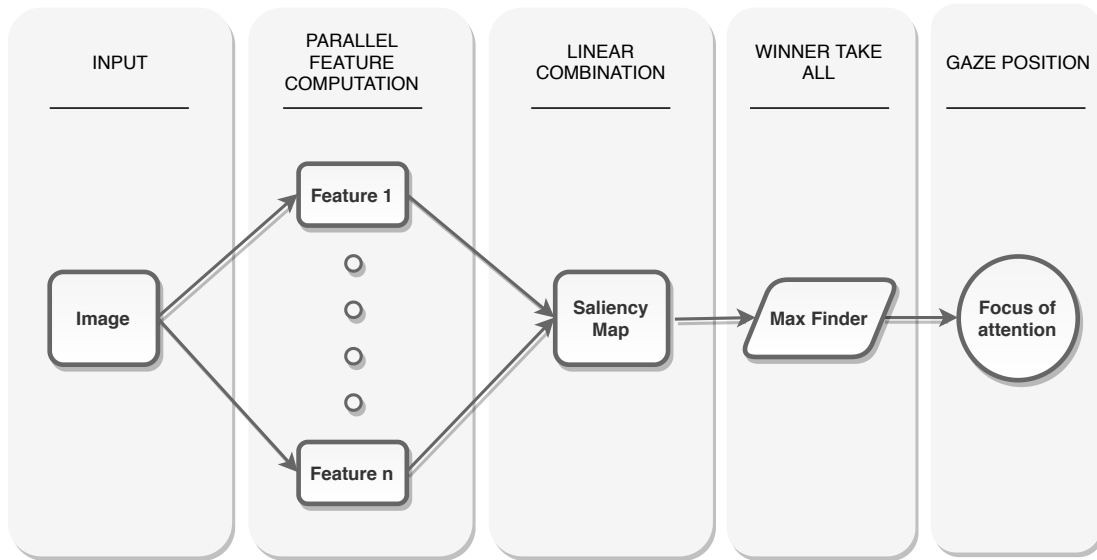 INPUT
PARALLEL
FEATURE
COMPUTATION
LINEAR
COMBINATION
WINNER TAKE
ALL
GAZE POSITION
Image
Feature 1
Feature n
Saliency
Map
Max Finder
Focus of
attention